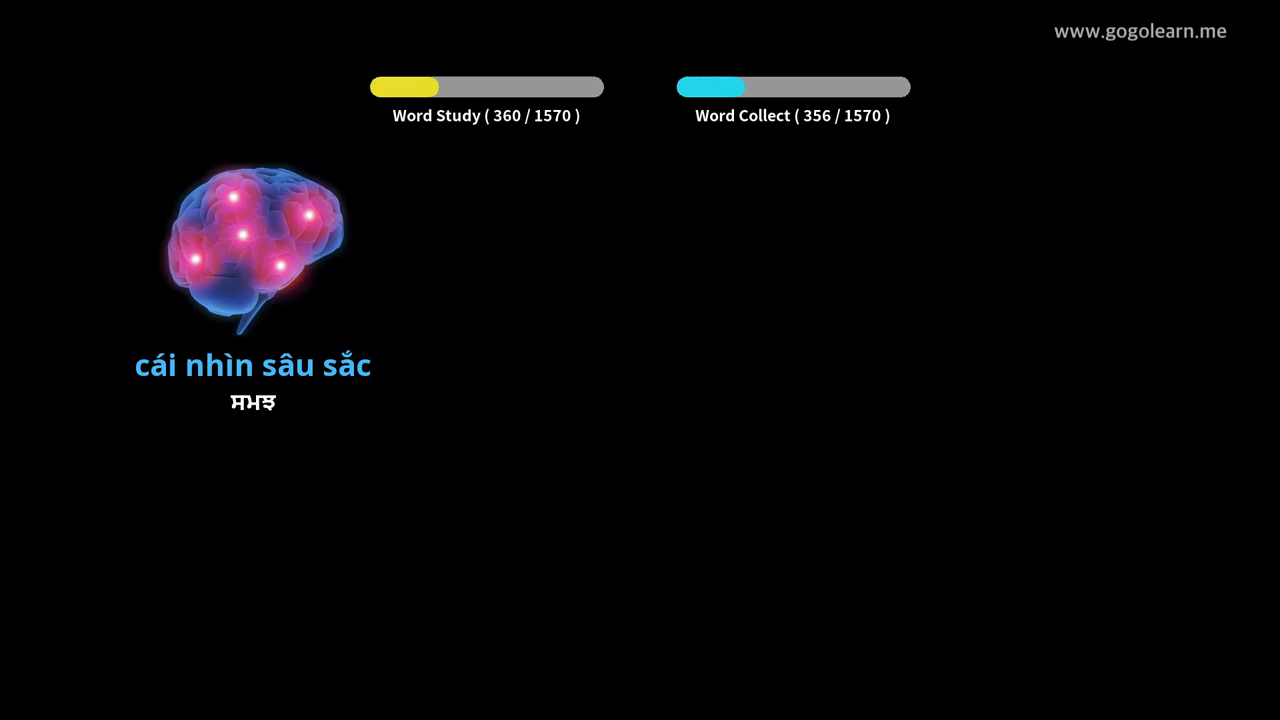 www.gogolearn.me
Word Study ( 360 / 1570 )
Word Collect ( 356 / 1570 )
cái nhìn sâu sắc
ਸਮਝ